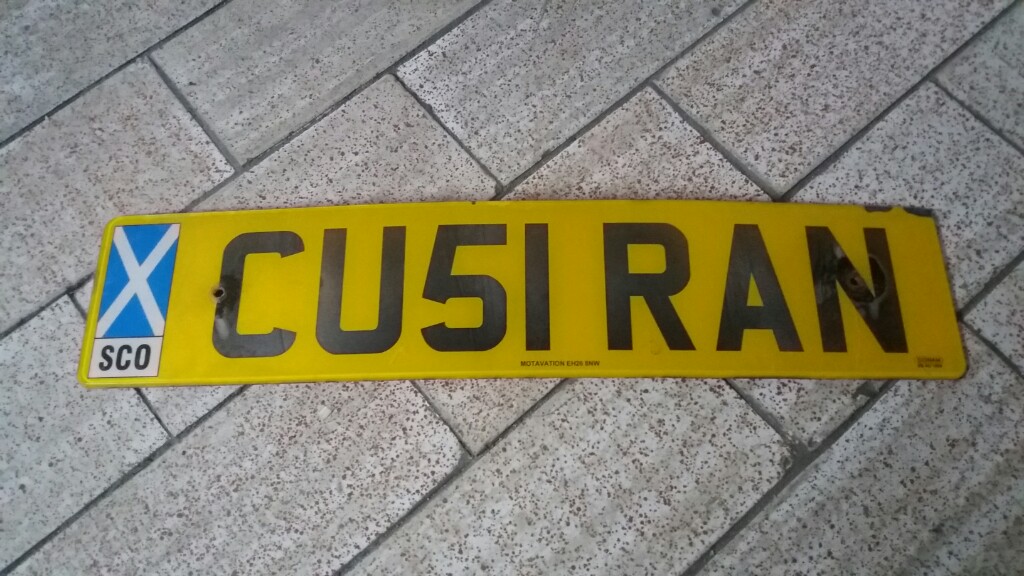 CU51 RAN
SCO
MOTAVATION EH26 8NW